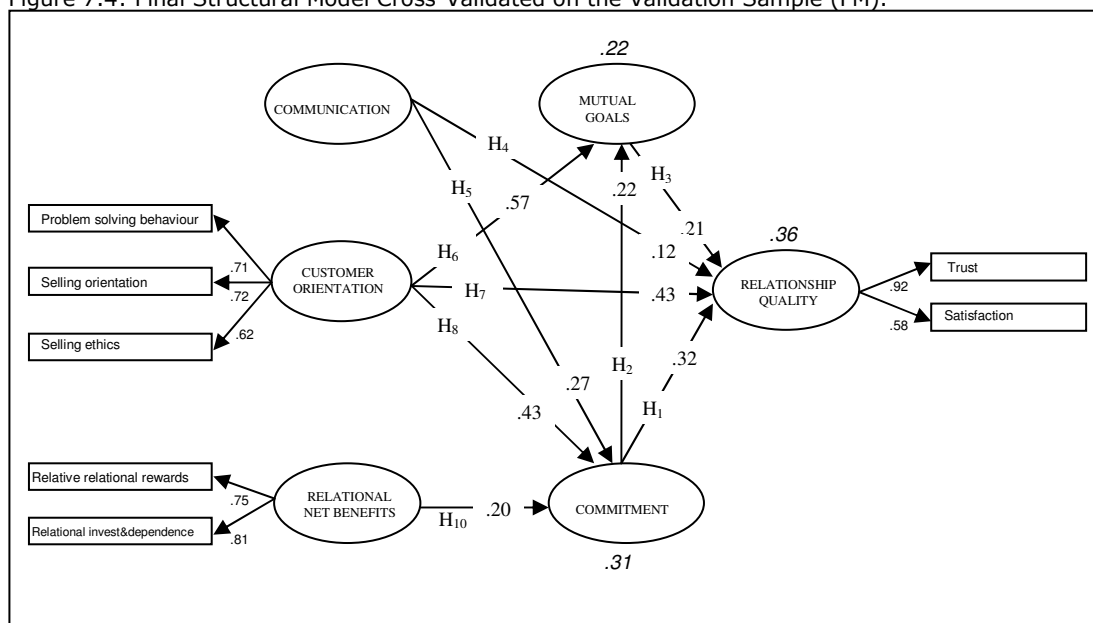 Figure 7.4: Final Structural Model Cross-Validated on the Validation Sample (FM).
.22
COMMUNICATION
MUTUAL
GOALS
H4
H3
H5
.22
.57
.21
.36
Problem solving behaviour
.12
H6
.71
CUSTOMER
ORIENTATION
Selling orientation
.72
H7
.43
RELATIONSHIP
QUALITY
Trust
.92
Satisfaction
.58
H8
Selling ethics
.62
H2
.32
.27
.43
H1
Relative relational rewards
.75
RELATIONAL
NET BENEFITS
.20
COMMITMENT
H10
Relational invest&dependence
.81
.31